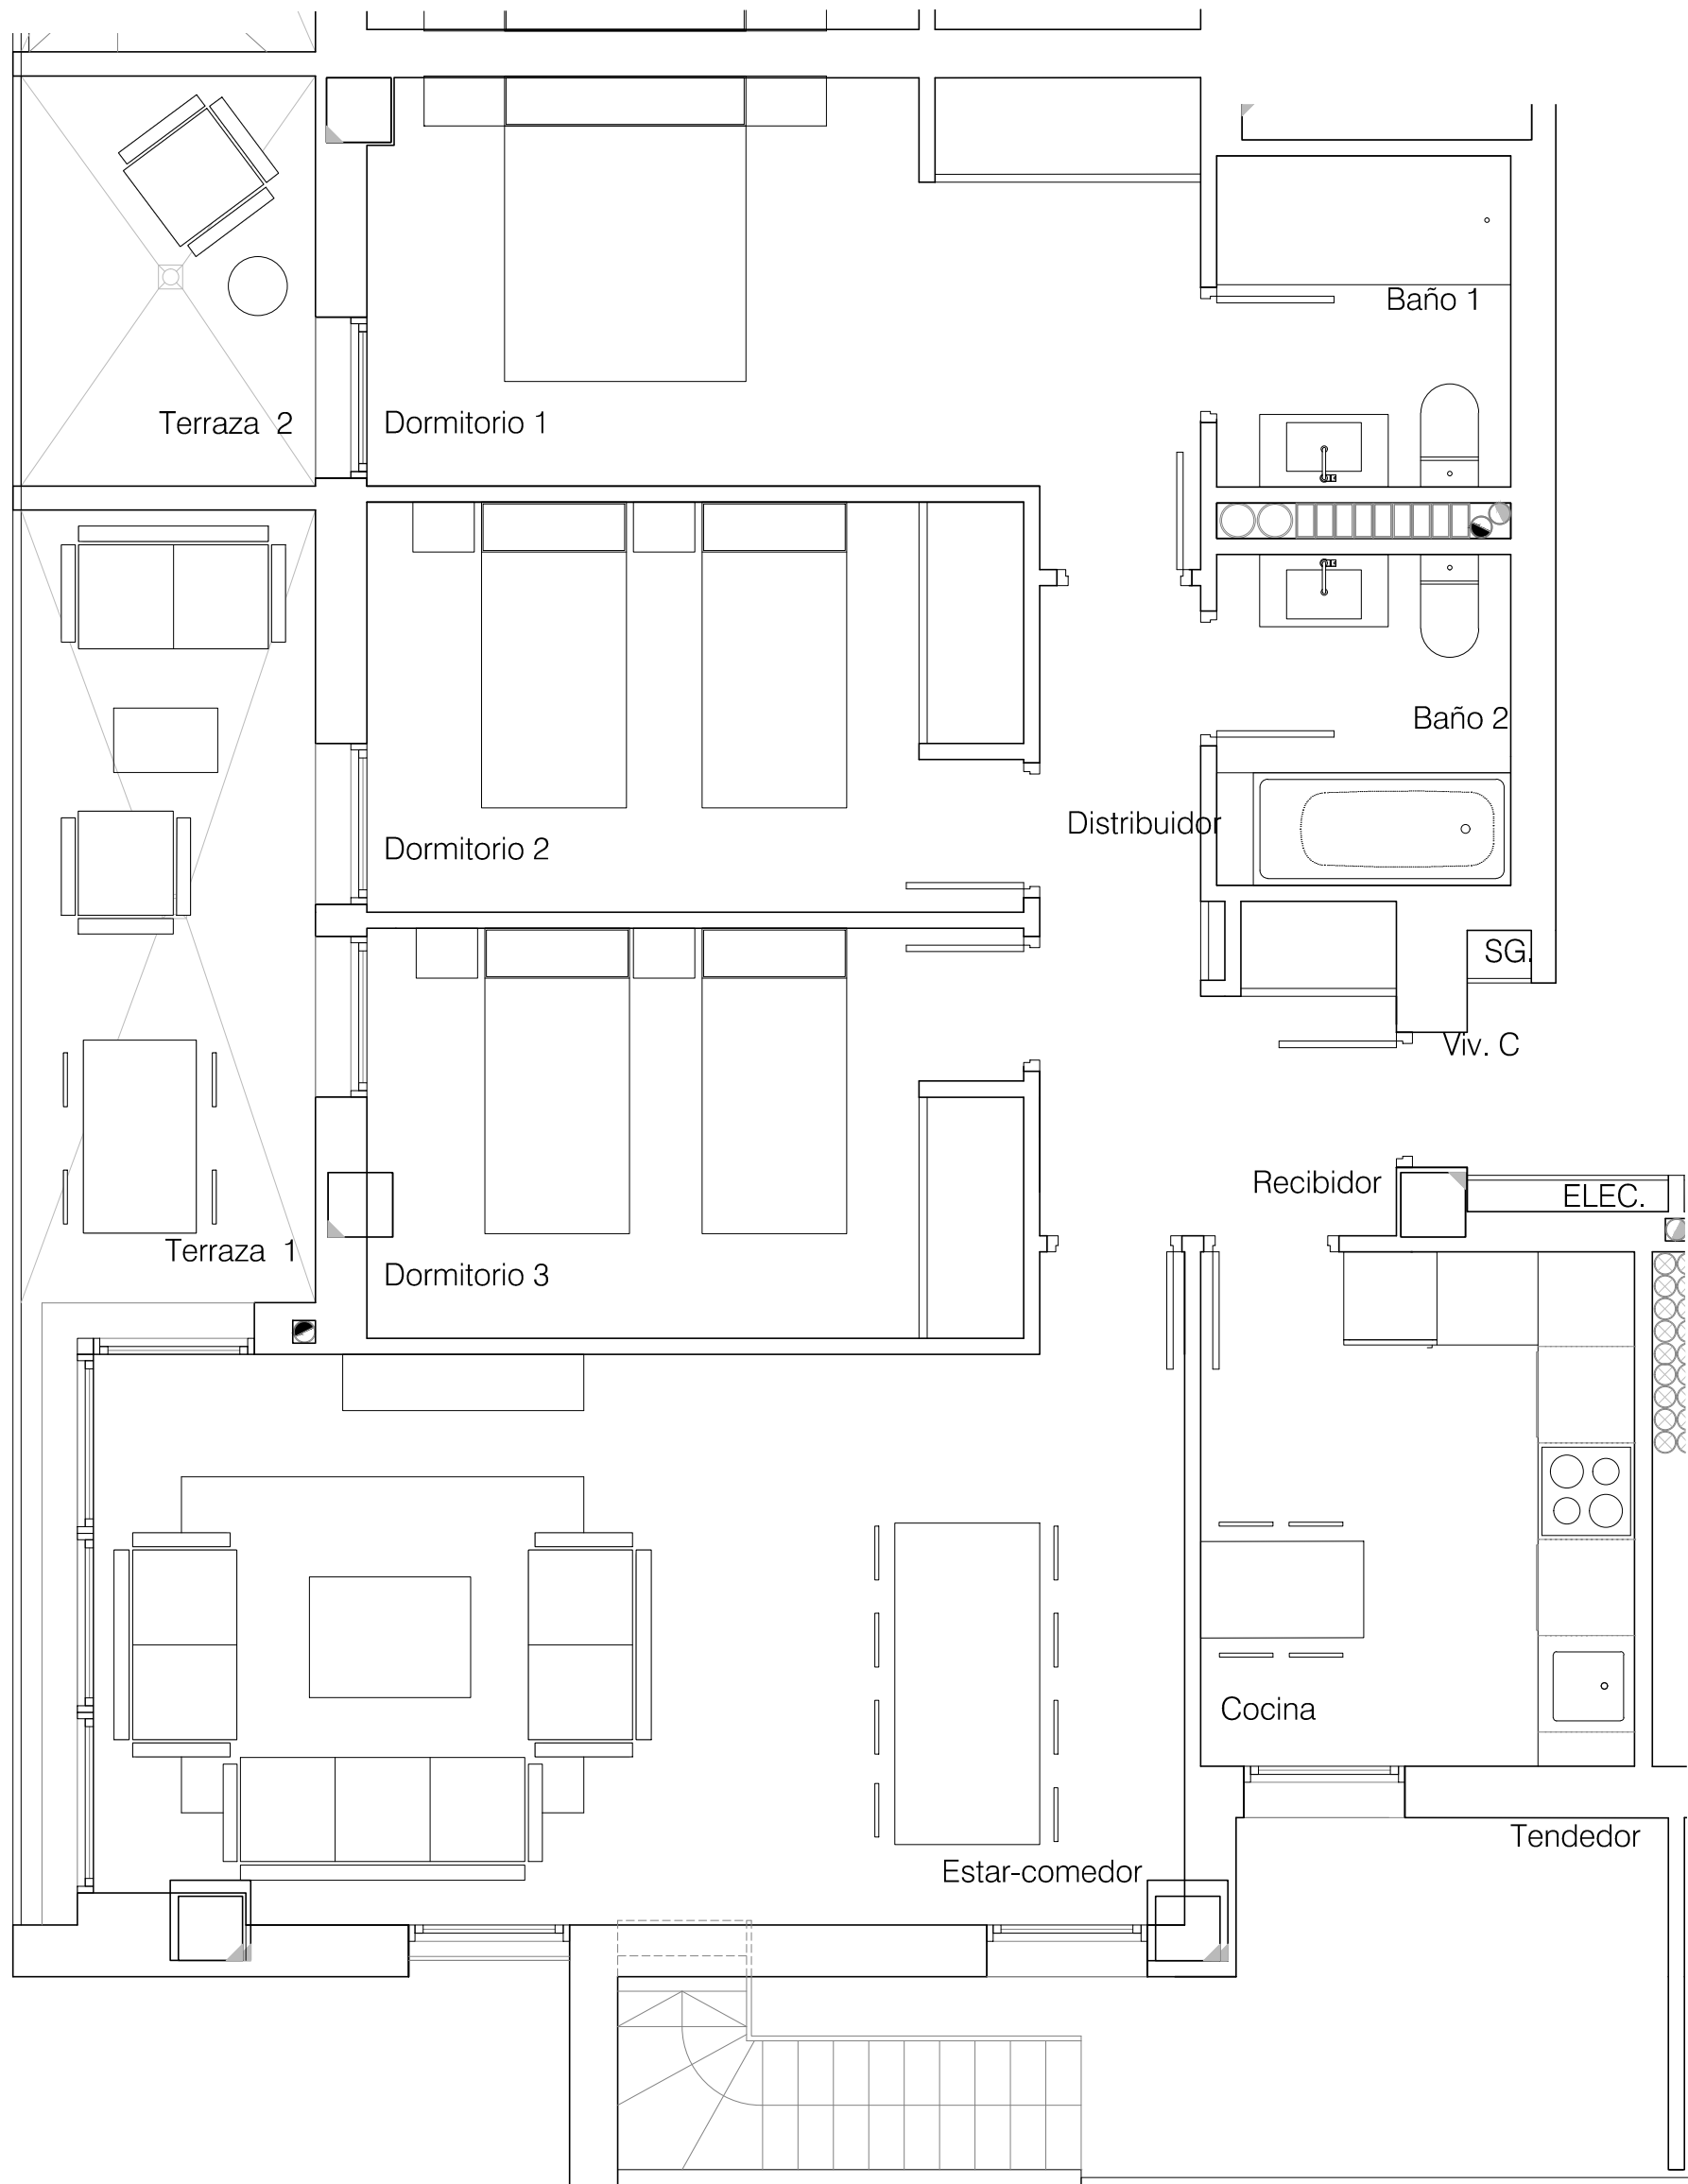 Baño 1
Terraza 2
Dormitorio 1
Baño 2
Distribuidor
Dormitorio 2
SG.
Viv. C
Recibidor
ELEC.
Terraza 1
Dormitorio 3
Cocina
Tendedor
Estar-comedor